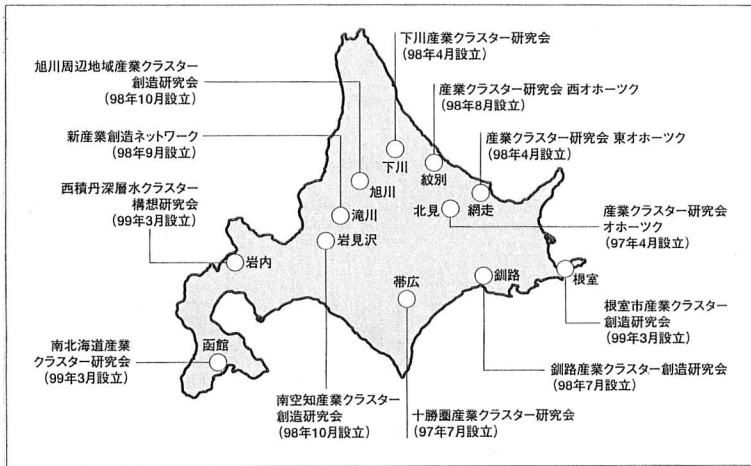 下川産業クラスター研究会
(98年4月設立)
旭川周辺地域産業クラスター
創造研究会
(98年10月設立)
産業クラスター研究会 西オホーツク
(98年8月設立)
新産業創造ネットワーク
(98年9月設立)
産業クラスター研究会 東オホーツク
(98年4月設立)
西積丹深層水クラスター
構想研究会
(99年3月設立)
産業クラスター研究会
オホーツク
(97年4月設立)
下川
紋別
旭川
北見
網走
滝川
岩見沢
岩内
帯広
釧路
根室
函館
根室市産業クラスター
創造研究会
(99年3月設立)
南北海道産業
クラスター研究会
(99年3月設立)
釧路産業クラスター創造研究会
(98年7月設立)
南空知産業クラスター
創造研究会
(98年10月設立)
十勝圏産業クラスター研究会
(97年7月設立)